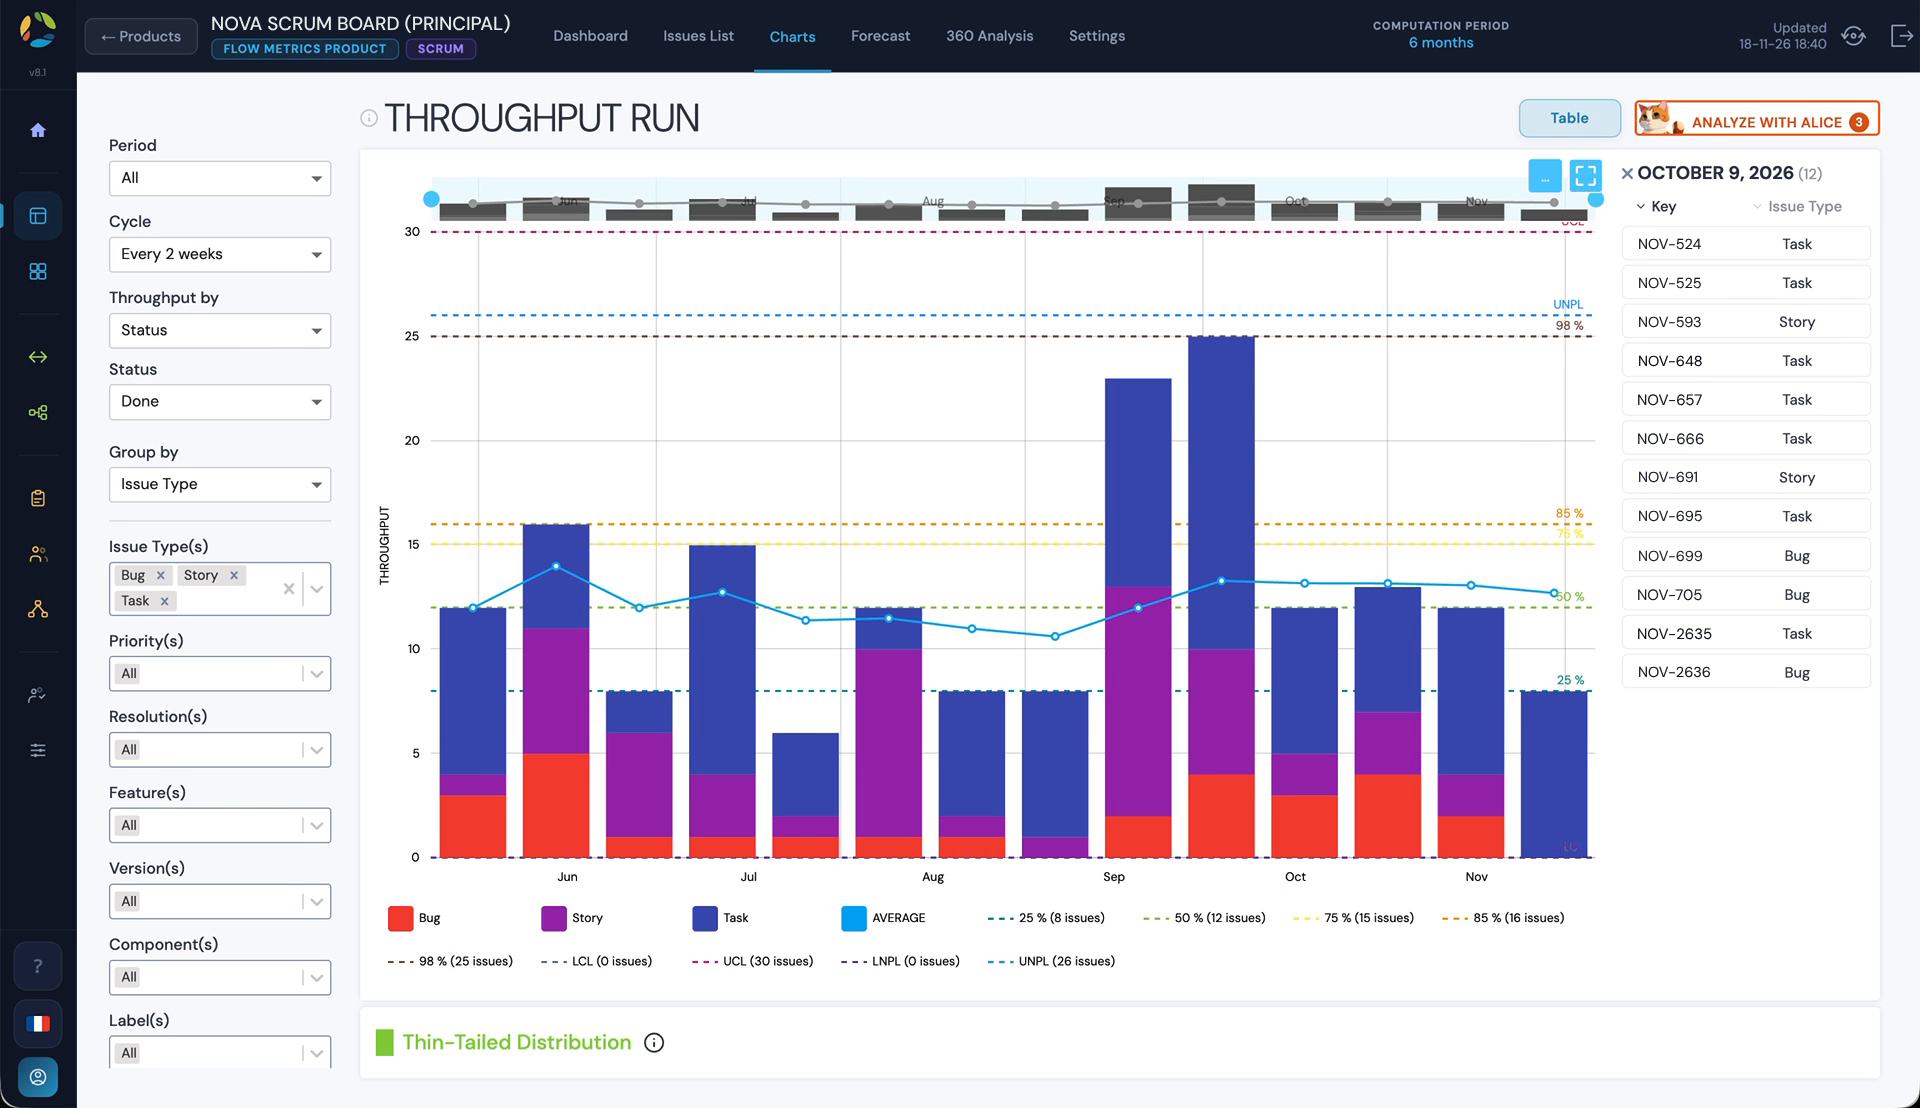 ← Products
NOVA SCRUM BOARD (PRINCIPAL)
FLOW METRICS PRODUCT
SCRUM
Dashboard
Issues List
Charts
Forecast
360 Analysis
Settings
COMPUTATION PERIOD
6 months
Updated
18-11-26 18:40
v8.1
THROUGHPUT RUN
Table
ANALYZE WITH ALICE 3
Period
All
Cycle
Every 2 weeks
Throughput by
Status
Status
Done
Group by
Issue Type
Issue Type(s)
Bug × Story ×
Task ×
Priority(s)
All
Resolution(s)
All
Feature(s)
All
Version(s)
All
Component(s)
All
Label(s)
All
?
...
Jun
Jul
Aug
Sep
Oct
Nov
UCL
30
UNPL
98 %
25
20
85 %
75 %
15
50 %
10
25 %
5
0
THROUGHPUT
Jun
Jul
Aug
Sep
Oct
Nov
Bug
Story
Task
AVERAGE
25 % (8 issues)
50 % (12 issues)
75 % (15 issues)
85 % (16 issues)
98 % (25 issues)
LCL (0 issues)
UCL (30 issues)
LNPL (0 issues)
UNPL (26 issues)
× OCTOBER 9, 2026 (12)
Key Issue Type
NOV-524 Task
NOV-525 Task
NOV-593 Story
NOV-648 Task
NOV-657 Task
NOV-666 Task
NOV-691 Story
NOV-695 Task
NOV-699 Bug
NOV-705 Bug
NOV-2635 Task
NOV-2636 Bug
Thin-Tailed Distribution